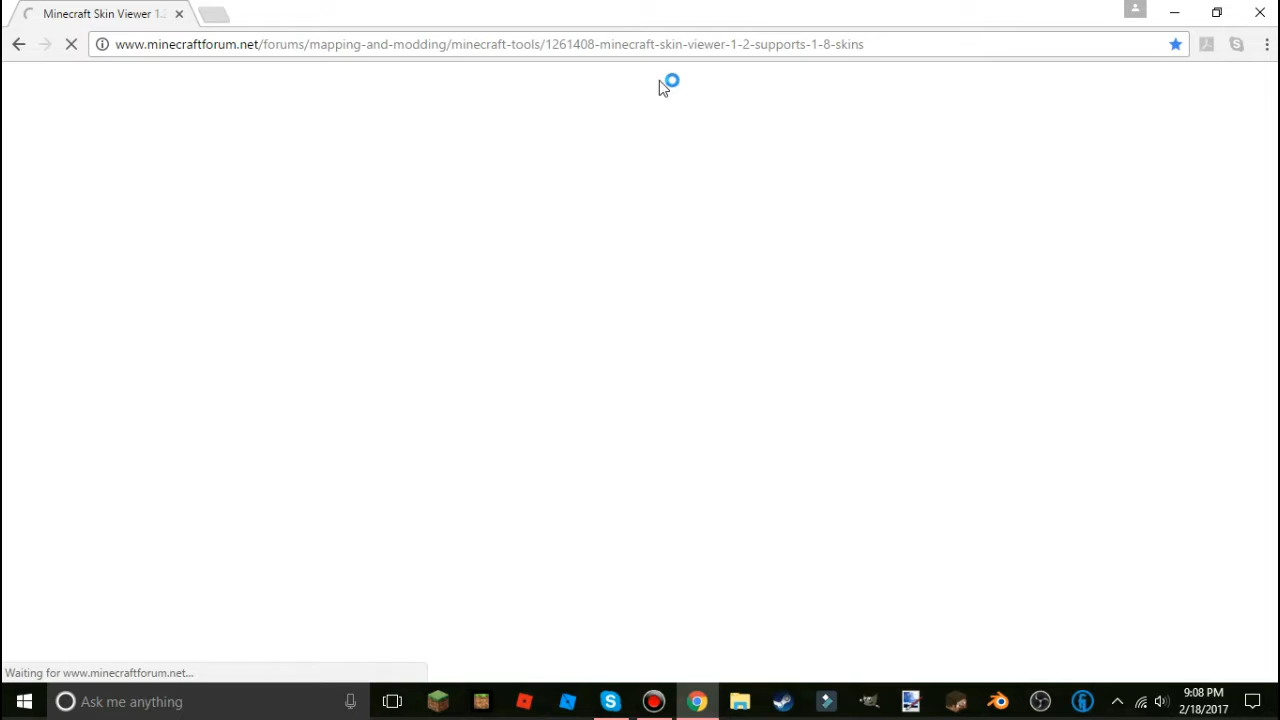 Minecraft Skin Viewer 1.2
www.minecraftforum.net/forums/mapping-and-modding/minecraft-tools/1261408-minecraft-skin-viewer-1-2-supports-1-8-skins
Waiting for www.minecraftforum.net...
Ask me anything
9:08 PM
2/18/2017